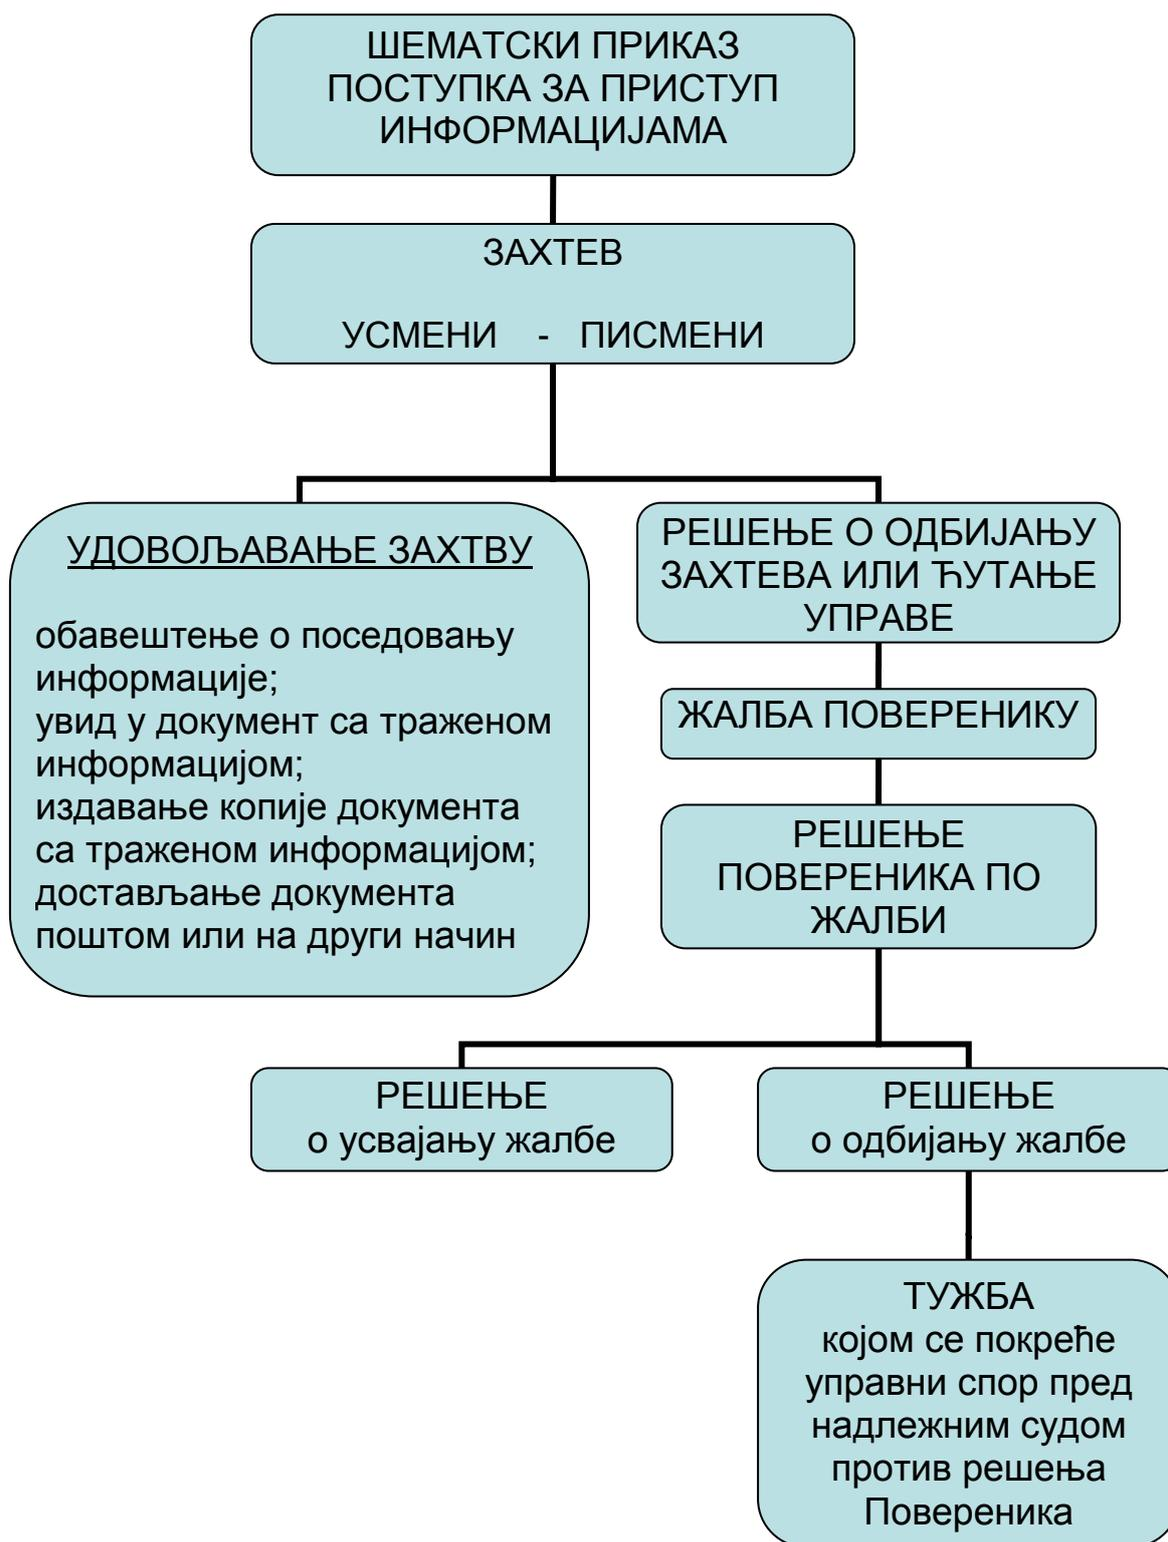 ШЕМАТСКИ ПРИКАЗ
ПОСТУПКА ЗА ПРИСТУП
ИНФОРМАЦИЈАМА
ЗАХТЕВ
УСМЕНИ - ПИСМЕНИ
УДОВОЉАВАЊЕ ЗАХТВУ
обавештење о поседовању
информације;
увид у документ са траженом
информацијом;
издавање копије документа
са траженом информацијом;
достављање документа
поштом или на други начин
РЕШЕЊЕ О ОДБИЈАЊУ
ЗАХТЕВА ИЛИ ЋУТАЊЕ
УПРАВЕ
ЖАЛБА ПОВЕРЕНИКУ
РЕШЕЊЕ
ПОВЕРЕНИКА ПО
ЖАЛБИ
РЕШЕЊЕ
о усвајању жалбе
РЕШЕЊЕ
о одбијању жалбе
ТУЖБА
којом се покреће
управни спор пред
надлежним судом
против решења
Повереника